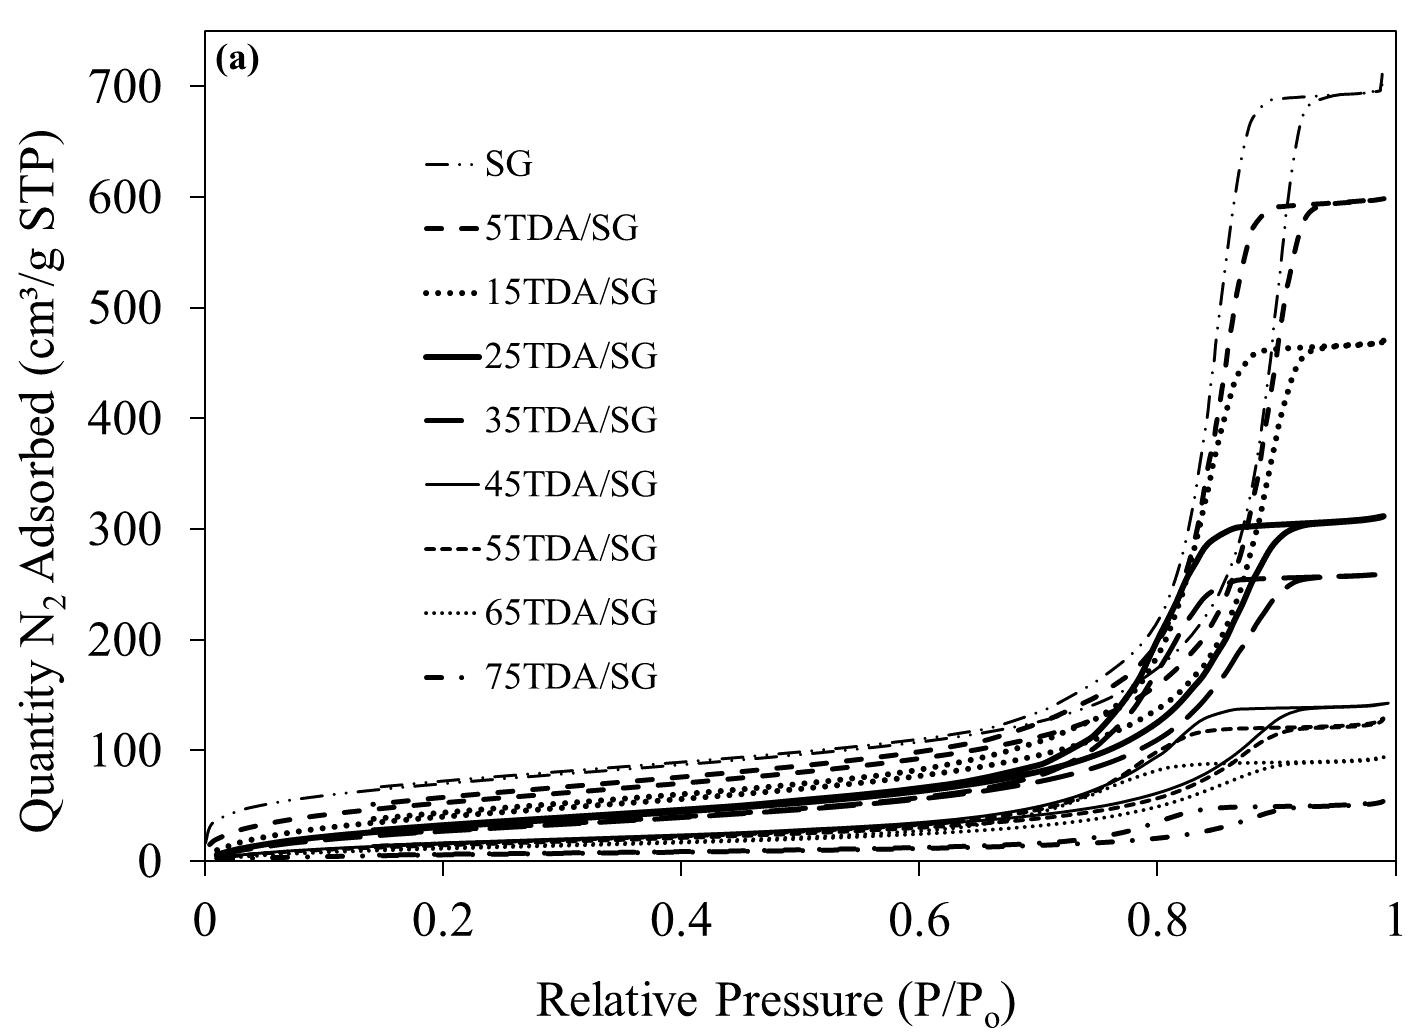 (a)
700
600
500
400
300
200
100
0
Quantity N₂ Adsorbed (cm³/g STP)
SG
5TDA/SG
15TDA/SG
25TDA/SG
35TDA/SG
45TDA/SG
55TDA/SG
65TDA/SG
75TDA/SG
0 0.2 0.4 0.6 0.8 1
Relative Pressure (P/Pₒ)